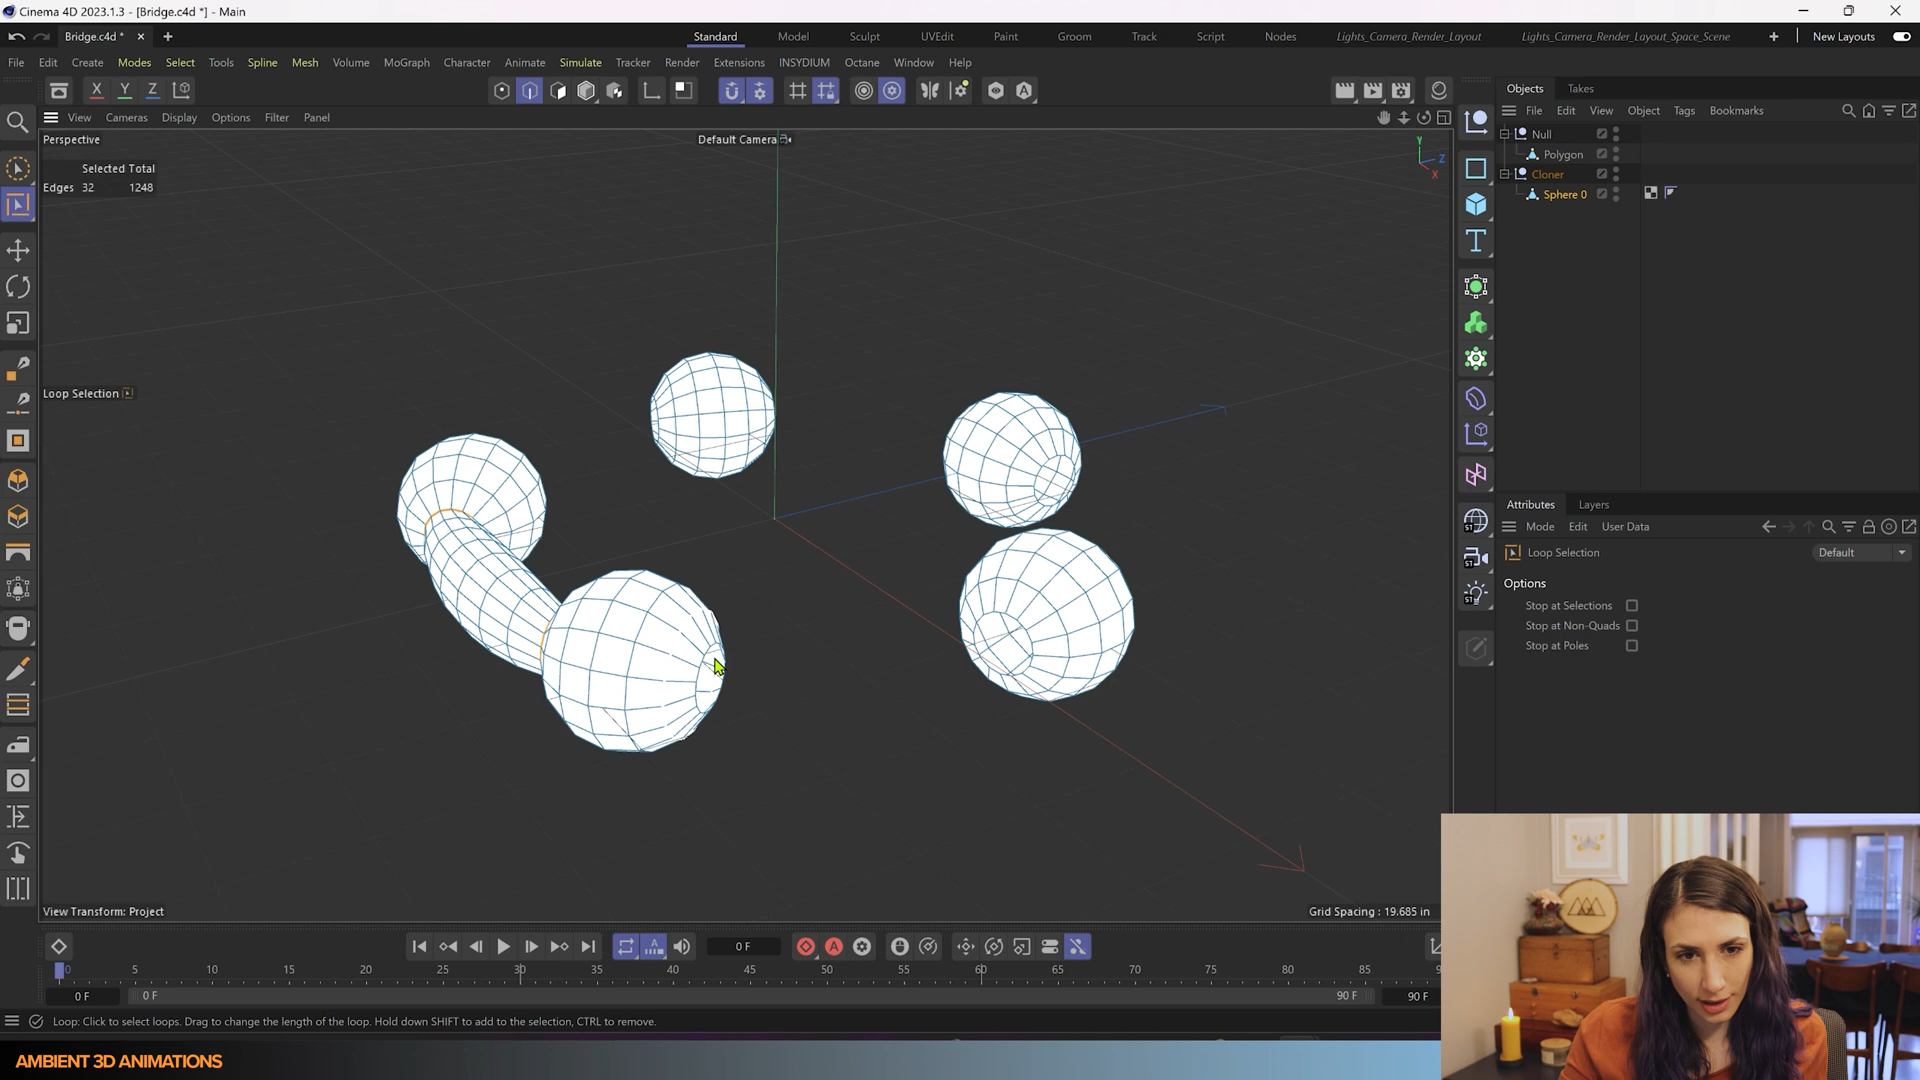 Cinema 4D 2023.1.3 - [Bridge.c4d *] - Main
Bridge.c4d *
Standard
Model
Sculpt
UVEdit
Paint
Groom
Track
Script
Nodes
Lights_Camera_Render_Layout
Lights_Camera_Render_Layout_Space_Scene
New Layouts
File
Edit
Create
Modes
Select
Tools
Spline
Mesh
Volume
MoGraph
Character
Animate
Simulate
Tracker
Render
Extensions
INSYDIUM
Octane
Window
Help
X
Y
Z
Objects
Takes
View
Cameras
Display
Options
Filter
Panel
File
Edit
View
Object
Tags
Bookmarks
Perspective
Default Camera
Y
Z
X
Null
Polygon
Cloner
Sphere 0
Selected Total
Edges 32 1248
Loop Selection
Attributes
Layers
Mode
Edit
User Data
Loop Selection
Default
Options
Stop at Selections
Stop at Non-Quads
Stop at Poles
View Transform: Project
Grid Spacing : 19.685 in
0 F
0 5 10 15 20 25 30 35 40 45 50 55 60 65 70 75 80 85
0 F
0 F
90 F
90 F
Loop: Click to select loops. Drag to change the length of the loop. Hold down SHIFT to add to the selection, CTRL to remove.
AMBIENT 3D ANIMATIONS